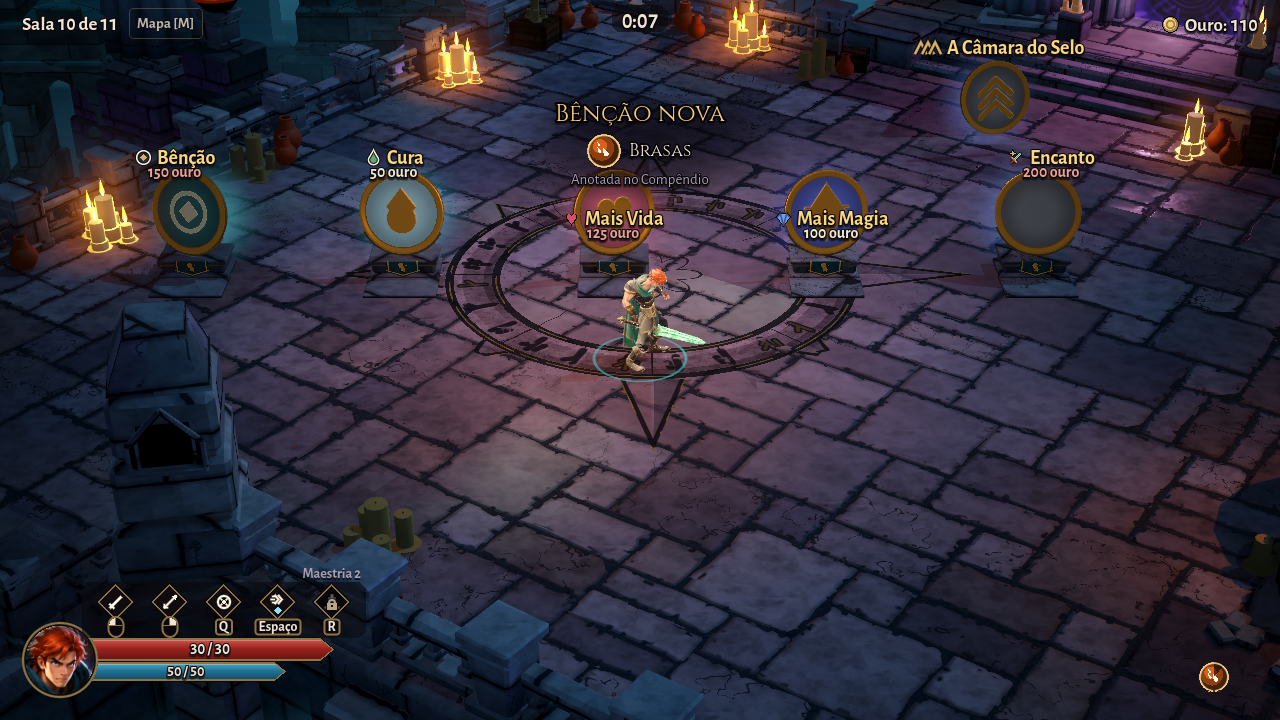 Sala 10 de 11
Mapa [M]
0:07
Ouro: 110
A Câmara do Selo
BÊNÇÃO NOVA
BRASAS
Anotada no Compêndio
Bênção
150 ouro
Cura
50 ouro
Mais Vida
125 ouro
Mais Magia
100 ouro
Encanto
200 ouro
Maestria 2
Q
Espaço
R
30/30
50/50